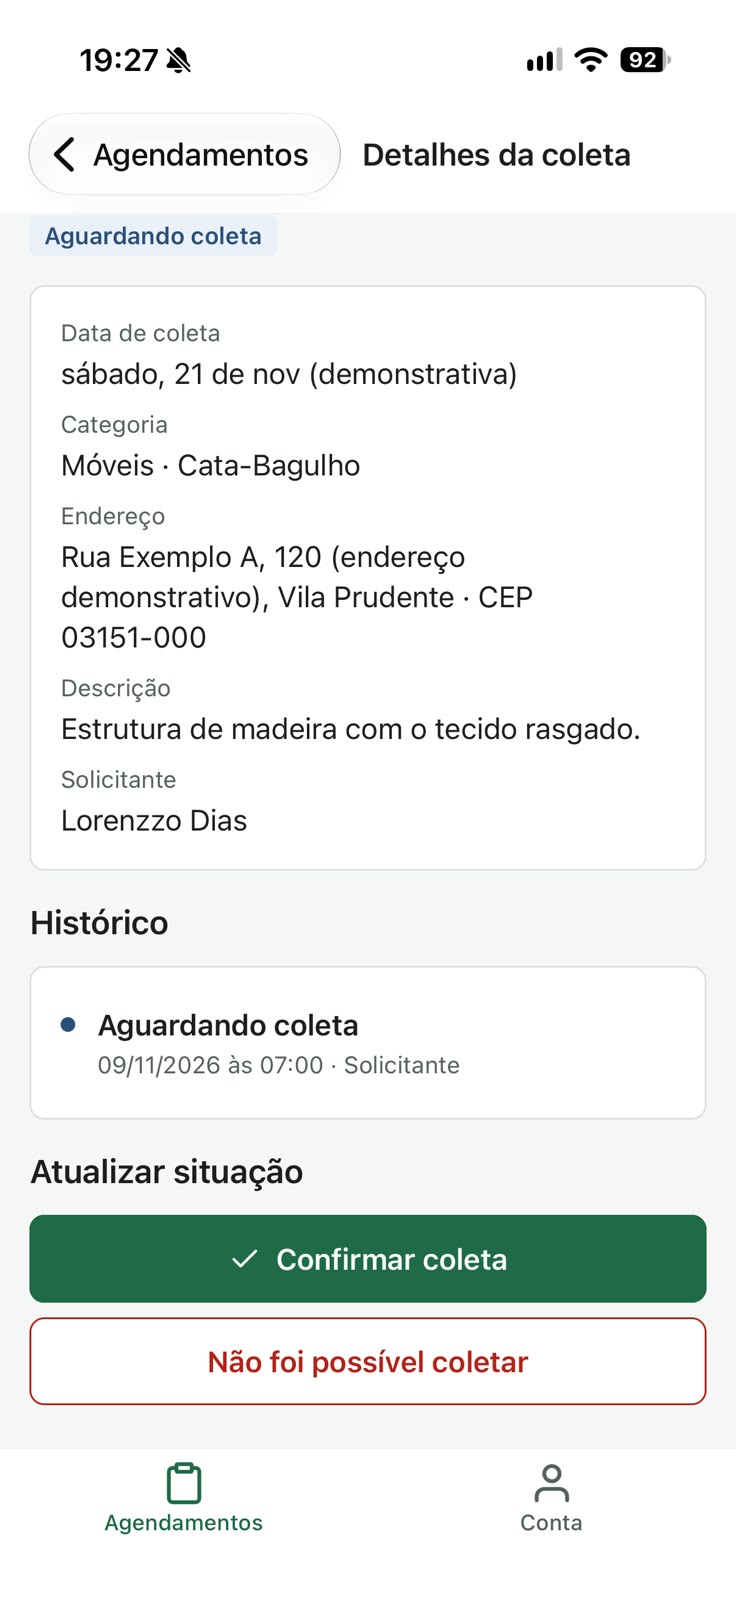 19:27
92
Agendamentos
Detalhes da coleta
Aguardando coleta
Data de coleta
sábado, 21 de nov (demonstrativa)
Categoria
Móveis · Cata-Bagulho
Endereço
Rua Exemplo A, 120 (endereço
demonstrativo), Vila Prudente · CEP
03151-000
Descrição
Estrutura de madeira com o tecido rasgado.
Solicitante
Lorenzzo Dias
Histórico
Aguardando coleta
09/11/2026 às 07:00 · Solicitante
Atualizar situação
Confirmar coleta
Não foi possível coletar
Agendamentos
Conta